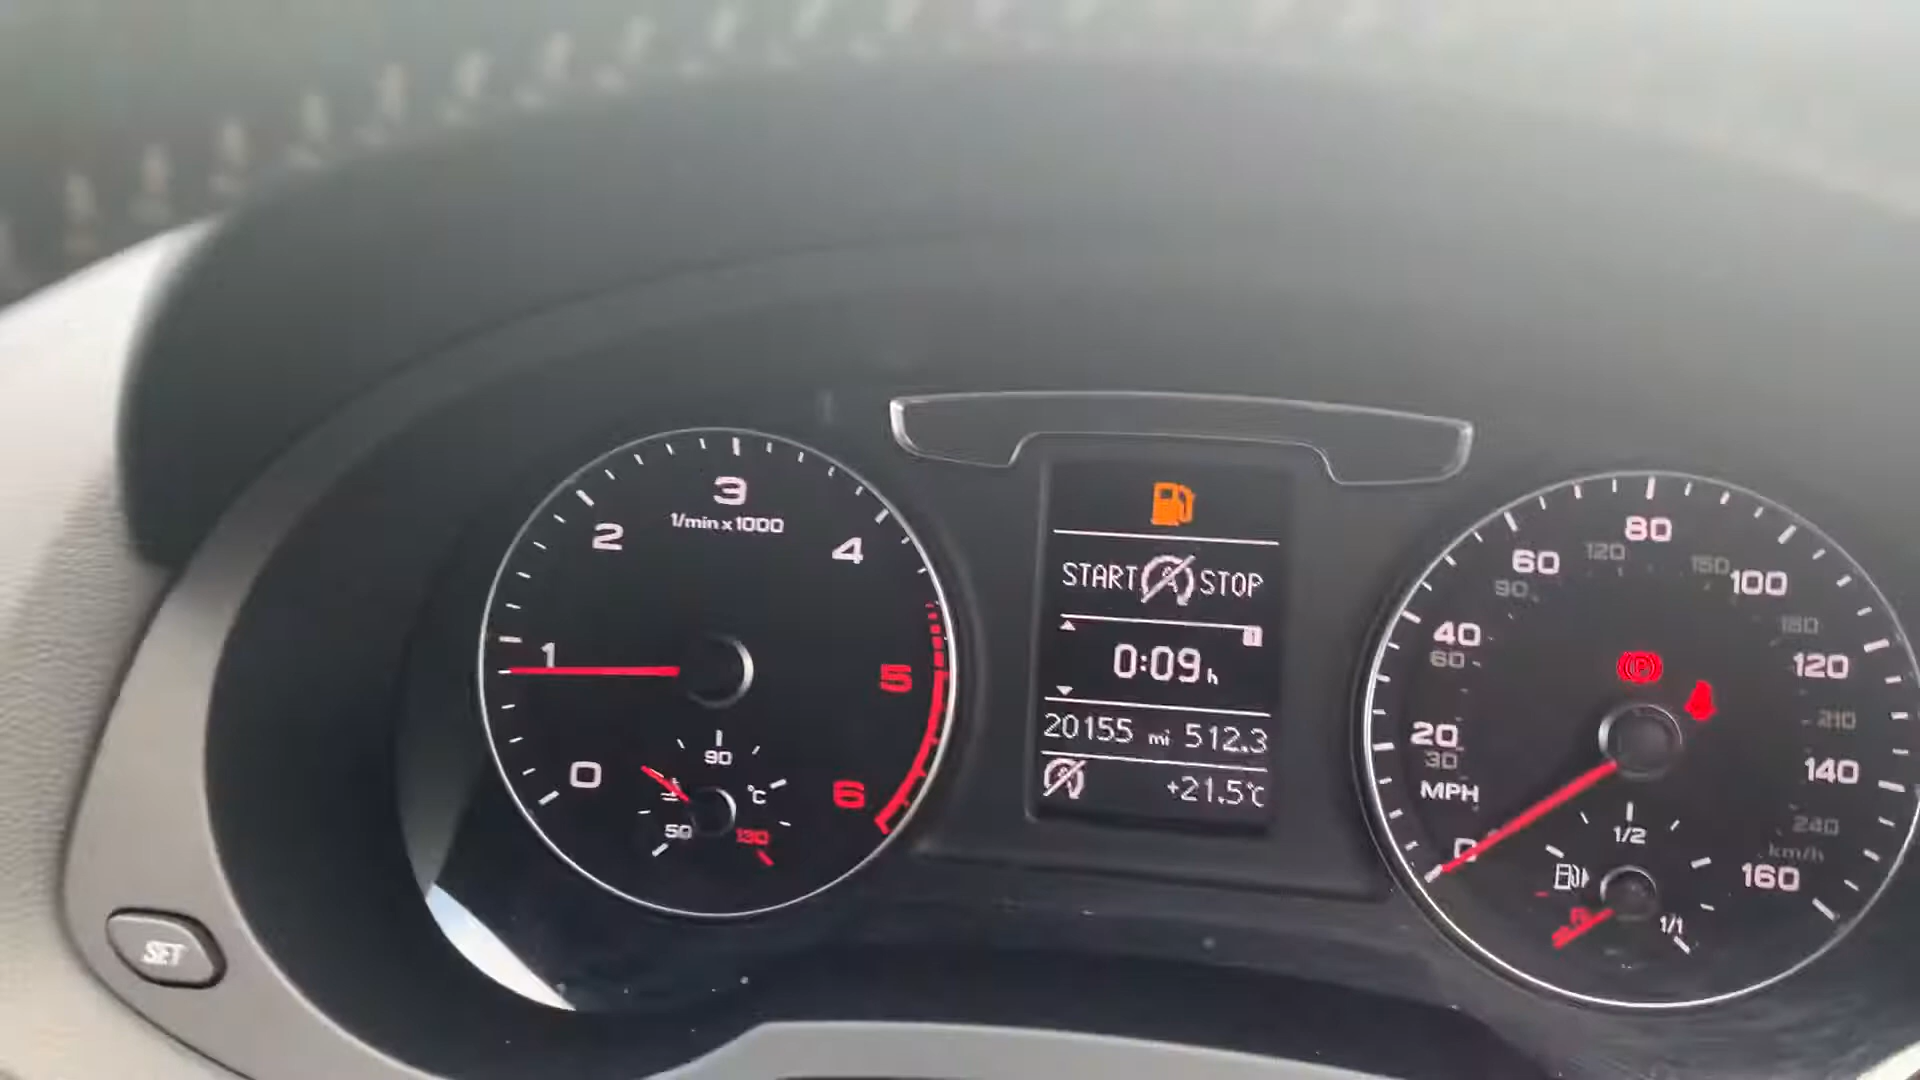 3
1/min x 1000
2
4
1
5
0
6
90
°C
50
130
START A STOP
1
0:09 h
20155 mi 512.3
A
+21.5°C
80
60
120
150
100
90
40
60
180
120
20
30
210
140
MPH
0
1/2
240
km/h
160
R
1/1
P
SET